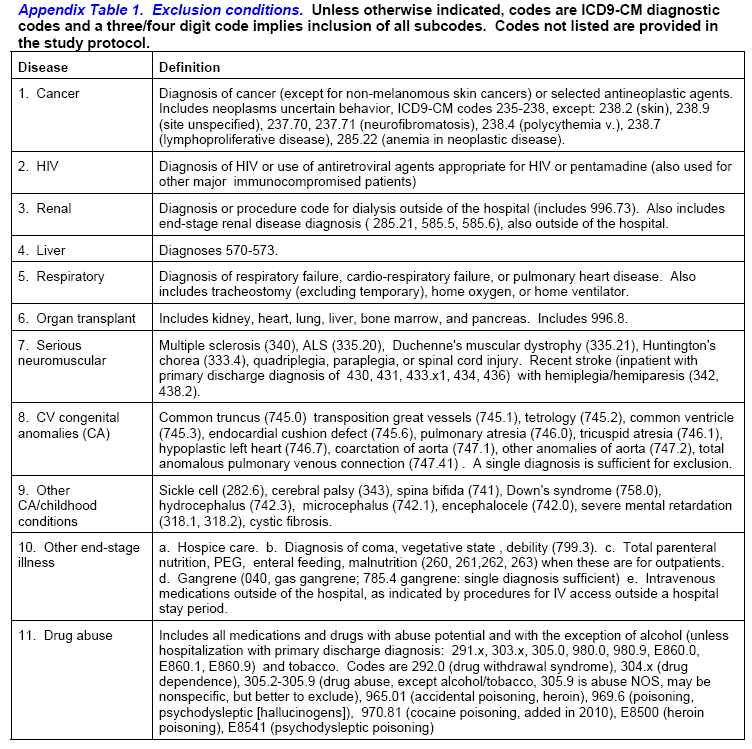 Appendix Table 1.  Exclusion conditions.  Unless otherwise indicated, codes are ICD9-CM diagnostic
codes and a three/four digit code implies inclusion of all subcodes.  Codes not listed are provided in
the study protocol.
Disease
Definition
1.  Cancer
Diagnosis of cancer (except for non-melanomous skin cancers) or selected antineoplastic agents.
Includes neoplasms uncertain behavior, ICD9-CM codes 235-238, except: 238.2 (skin), 238.9
(site unspecified), 237.70, 237.71 (neurofibromatosis), 238.4 (polycythemia v.), 238.7
(lymphoproliferative disease), 285.22 (anemia in neoplastic disease).
2.  HIV
Diagnosis of HIV or use of antiretroviral agents appropriate for HIV or pentamadine (also used for
other major  immunocompromised patients)
3.  Renal
Diagnosis or procedure code for dialysis outside of the hospital (includes 996.73).  Also includes
end-stage renal disease diagnosis ( 285.21, 585.5, 585.6), also outside of the hospital.
4.  Liver
Diagnoses 570-573.
5.  Respiratory
Diagnosis of respiratory failure, cardio-respiratory failure, or pulmonary heart disease.  Also
includes tracheostomy (excluding temporary), home oxygen, or home ventilator.
6.  Organ transplant
Includes kidney, heart, lung, liver, bone marrow, and pancreas.  Includes 996.8.
7.  Serious
neuromuscular
Multiple sclerosis (340), ALS (335.20),  Duchenne's muscular dystrophy (335.21), Huntington's
chorea (333.4), quadriplegia, paraplegia, or spinal cord injury.  Recent stroke (inpatient with
primary discharge diagnosis of  430, 431, 433.x1, 434, 436)  with hemiplegia/hemiparesis (342,
438.2).
8.  CV congenital
anomalies (CA)
Common truncus (745.0)  transposition great vessels (745.1), tetrology (745.2), common ventricle
(745.3), endocardial cushion defect (745.6), pulmonary atresia (746.0), tricuspid atresia (746.1),
hypoplastic left heart (746.7), coarctation of aorta (747.1), other anomalies of aorta (747.2), total
anomalous pulmonary venous connection (747.41) .  A single diagnosis is sufficient for exclusion.
9.  Other
CA/childhood
conditions
Sickle cell (282.6), cerebral palsy (343), spina bifida (741), Down's syndrome (758.0),
hydrocephalus (742.3),  microcephalus (742.1), encephalocele (742.0), severe mental retardation
(318.1, 318.2), cystic fibrosis.
10.  Other end-stage
illness
a.  Hospice care.  b.  Diagnosis of coma, vegetative state , debility (799.3).  c.  Total parenteral
nutrition, PEG,  enteral feeding, malnutrition (260, 261,262, 263) when these are for outpatients.
d.  Gangrene (040, gas gangrene; 785.4 gangrene: single diagnosis sufficient)  e.  Intravenous
medications outside of the hospital, as indicated by procedures for IV access outside a hospital
stay period.
11.  Drug abuse
Includes all medications and drugs with abuse potential and with the exception of alcohol (unless
hospitalization with primary discharge diagnosis:  291.x, 303.x, 305.0, 980.0, 980.9, E860.0,
E860.1, E860.9)  and tobacco.  Codes are 292.0 (drug withdrawal syndrome), 304.x (drug
dependence), 305.2-305.9 (drug abuse, except alcohol/tobacco, 305.9 is abuse NOS, may be
nonspecific, but better to exclude), 965.01 (accidental poisoning, heroin), 969.6 (poisoning,
psychodysleptic [hallucinogens]),  970.81 (cocaine poisoning, added in 2010), E8500 (heroin
poisoning), E8541 (psychodysleptic poisoning)